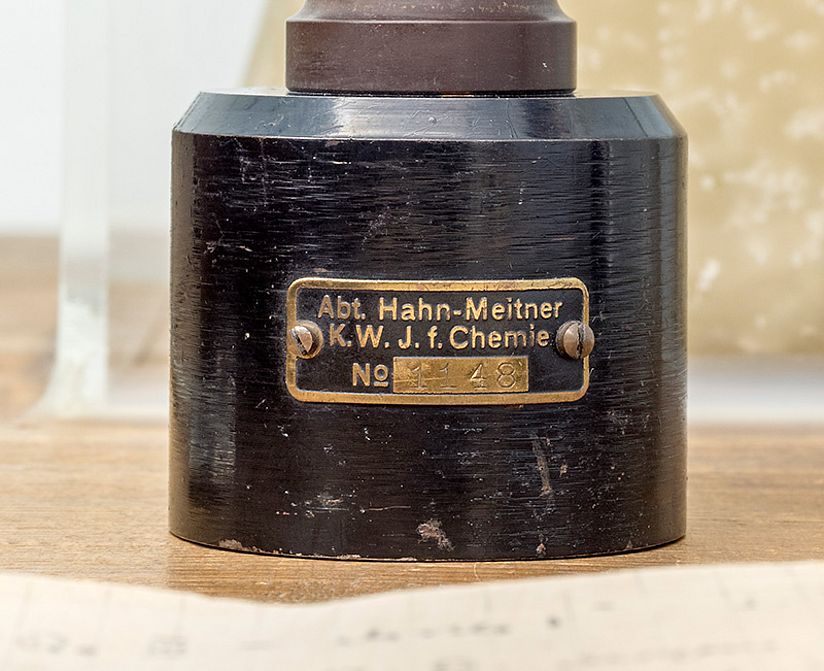 Abt. Hahn-Meitner
K.W.J.f.Chemie
No 1148